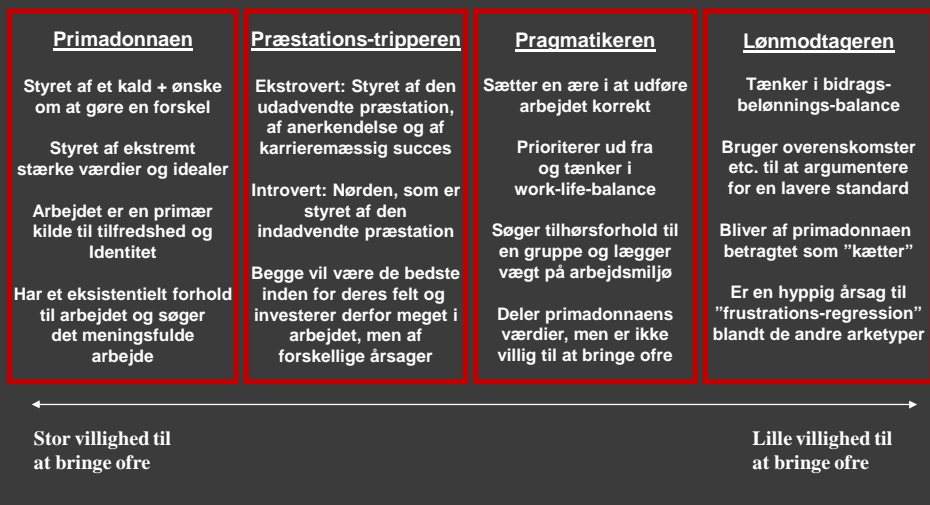 Primadonnaen
Styret af et kald + ønske
om at gøre en forskel
Styret af ekstremt
stærke værdier og idealer
Arbejdet er en primær
kilde til tilfredshed og
Identitet
Har et eksistentielt forhold
til arbejdet og søger
det meningsfulde
arbejde
Præstations-tripperen
Ekstrovert: Styret af den
udadvendte præstation,
af anerkendelse og af
karrieremæssig succes
Introvert: Nørden, som er
styret af den
indadvendte præstation
Begge vil være de bedste
inden for deres felt og
investerer derfor meget i
arbejdet, men af
forskellige årsager
Pragmatikeren
Sætter en ære i at udføre
arbejdet korrekt
Prioriterer ud fra
og tænker i
work-life-balance
Søger tilhørsforhold til
en gruppe og lægger
vægt på arbejdsmiljø
Deler primadonnaens
værdier, men er ikke
villig til at bringe ofre
Lønmodtageren
Tænker i bidrags-
belønnings-balance
Bruger overenskomster
etc. til at argumentere
for en lavere standard
Bliver af primadonnaen
betragtet som ”kætter”
Er en hyppig årsag til
”frustrations-regression”
blandt de andre arketyper
Stor villighed til
at bringe ofre
Lille villighed til
at bringe ofre